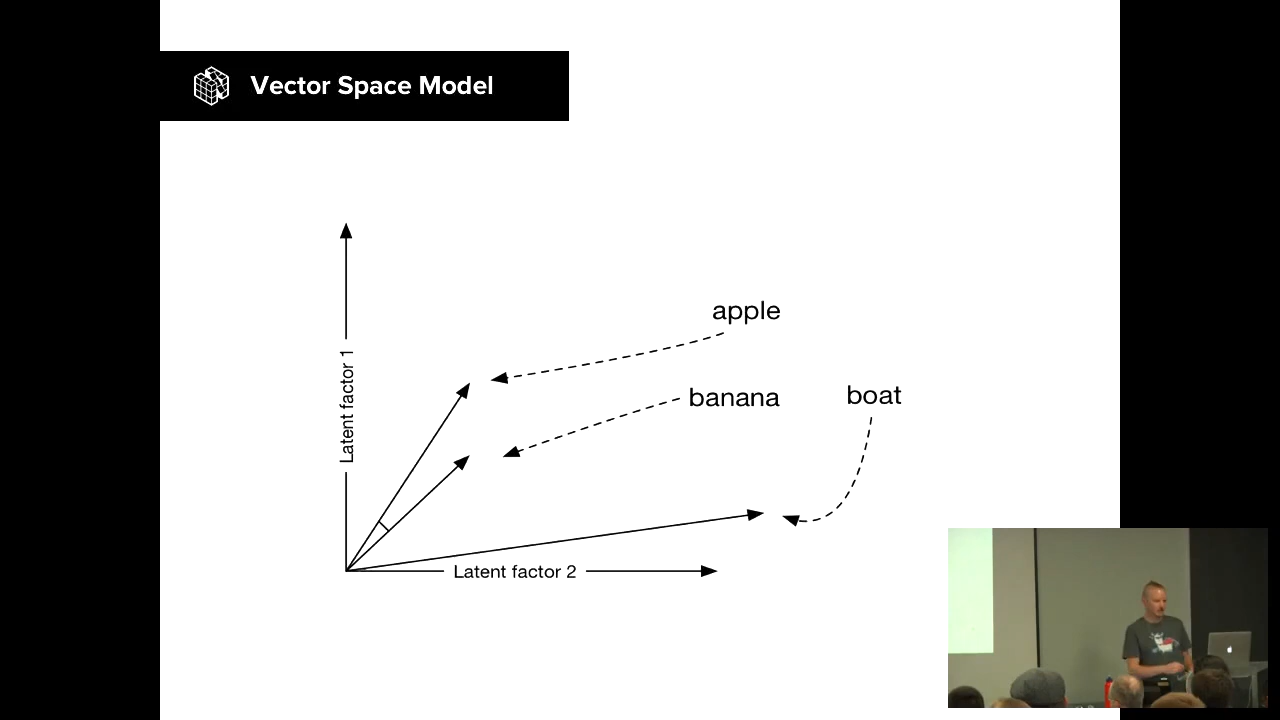 Vector Space Model
apple
banana
boat
Latent factor 1
Latent factor 2